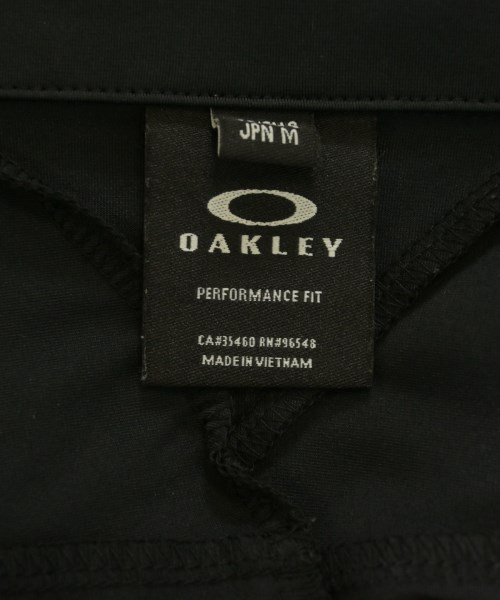 JPN M
OAKLEY
PERFORMANCE FIT
CA#35460 RN#96548
MADE IN VIETNAM